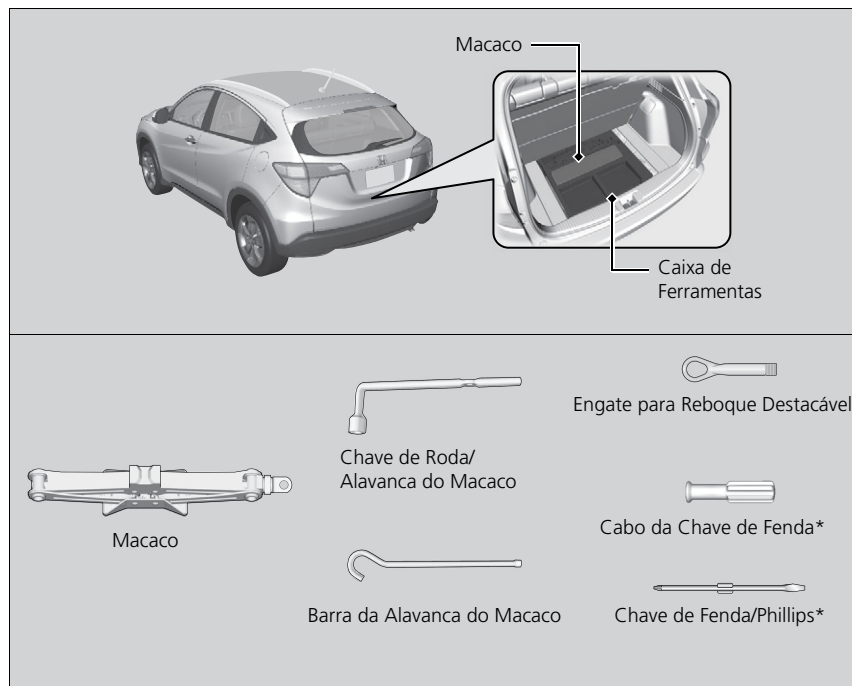 Macaco
Caixa de
Ferramentas
Engate para Reboque Destacável
Chave de Roda/
Alavanca do Macaco
Macaco
Cabo da Chave de Fenda*
Barra da Alavanca do Macaco
Chave de Fenda/Phillips*